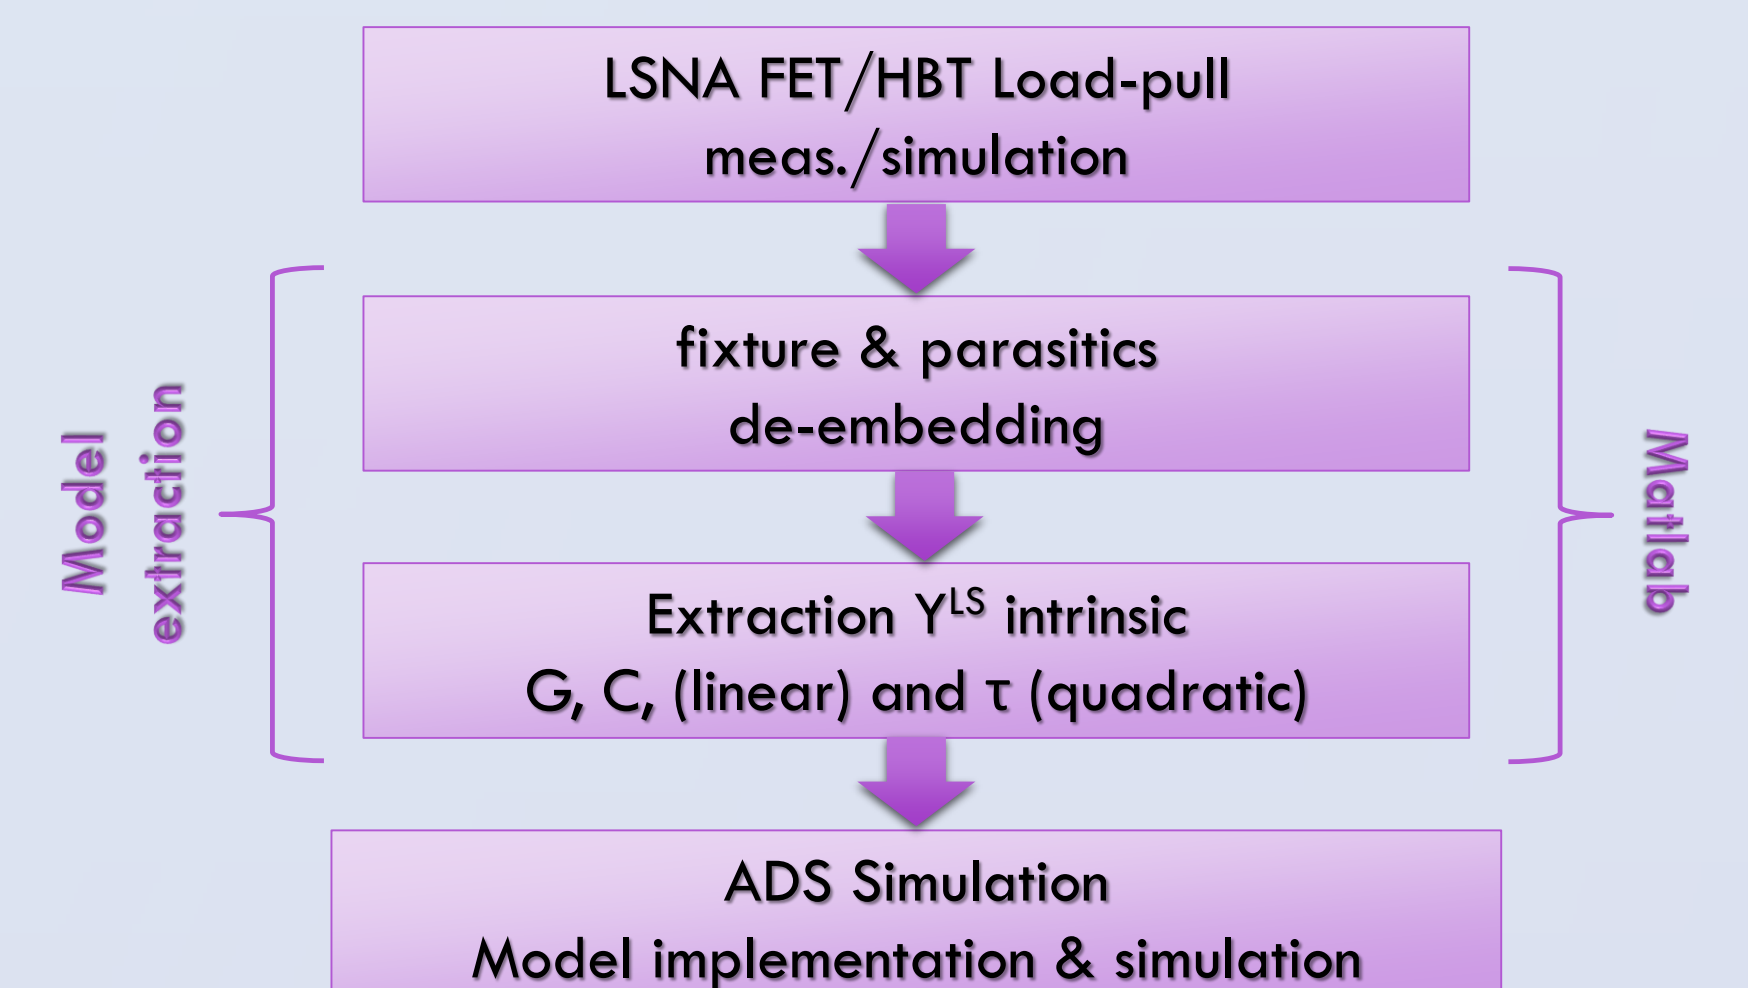 LSNA FET/HBT Load-pull
meas./simulation
fixture & parasitics
de-embedding
Model
extraction
Matlab
Extraction Y^LS intrinsic
G, C, (linear) and τ (quadratic)
ADS Simulation
Model implementation & simulation